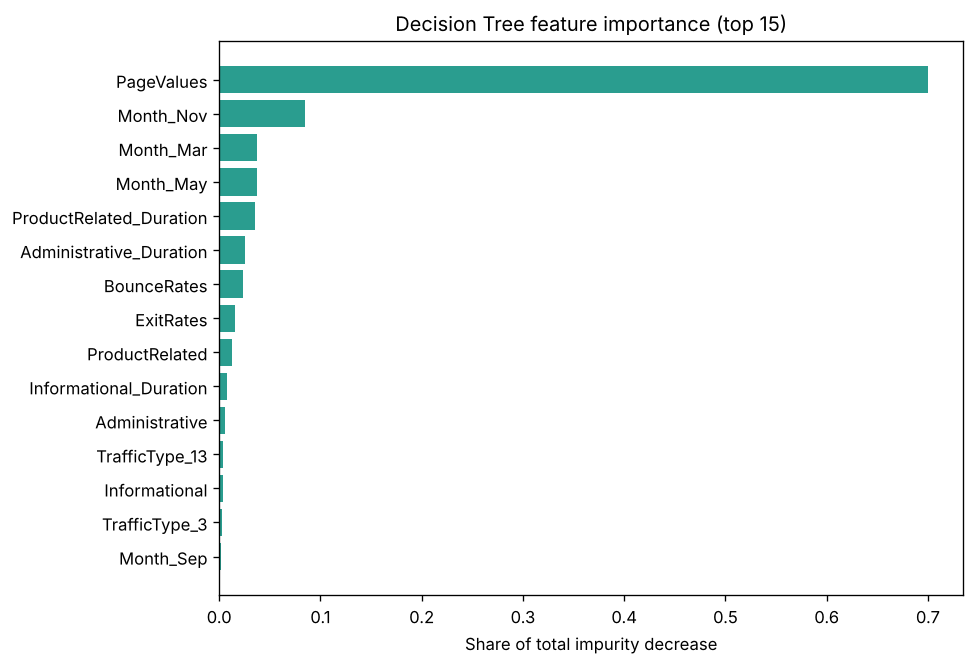 Decision Tree feature importance (top 15)
PageValues
Month_Nov
Month_Mar
Month_May
ProductRelated_Duration
Administrative_Duration
BounceRates
ExitRates
ProductRelated
Informational_Duration
Administrative
TrafficType_13
Informational
TrafficType_3
Month_Sep
0.0 0.1 0.2 0.3 0.4 0.5 0.6 0.7
Share of total impurity decrease